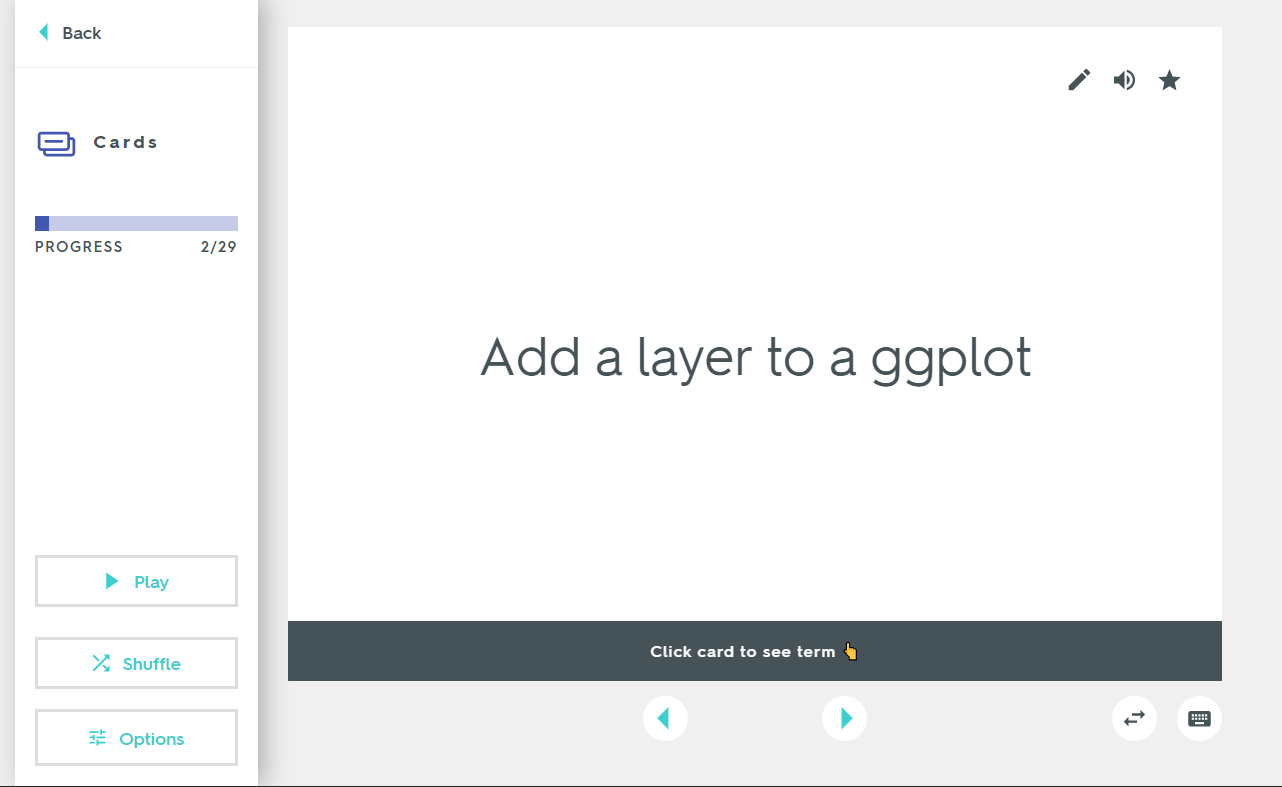 Back
Cards
PROGRESS 2/29
Play
Shuffle
Options
Add a layer to a ggplot
Click card to see term 👆